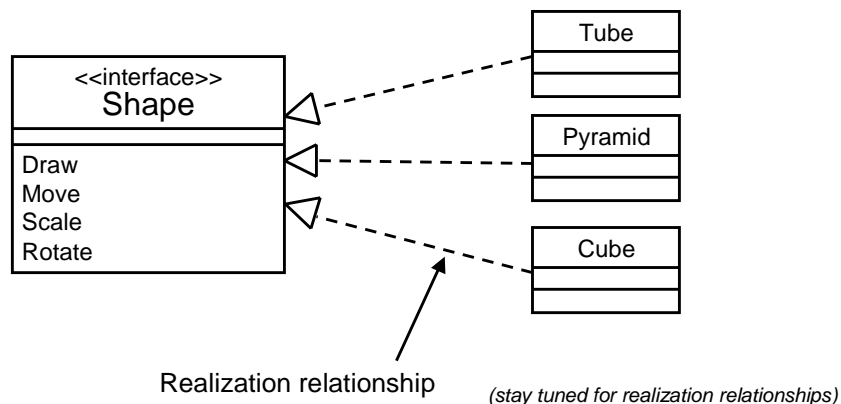 <<interface>>
Shape
Draw
Move
Scale
Rotate
Tube
Pyramid
Cube
Realization relationship
(stay tuned for realization relationships)